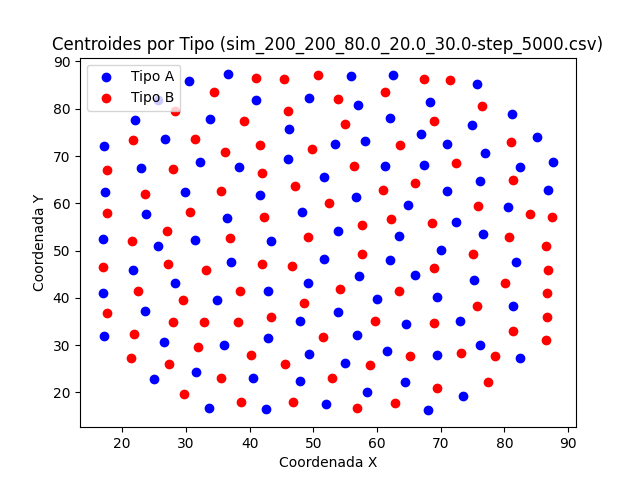 Centroides por Tipo (sim_200_200_80.0_20.0_30.0-step_5000.csv)
Tipo A
Tipo B
90
80
70
60
50
40
30
20
Coordenada Y
20 30 40 50 60 70 80 90
Coordenada X